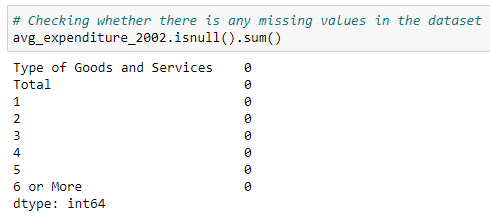 # Checking whether there is any missing values in the dataset
avg_expenditure_2002.isnull().sum()
Type of Goods and Services 0
Total 0
1 0
2 0
3 0
4 0
5 0
6 or More 0
dtype: int64